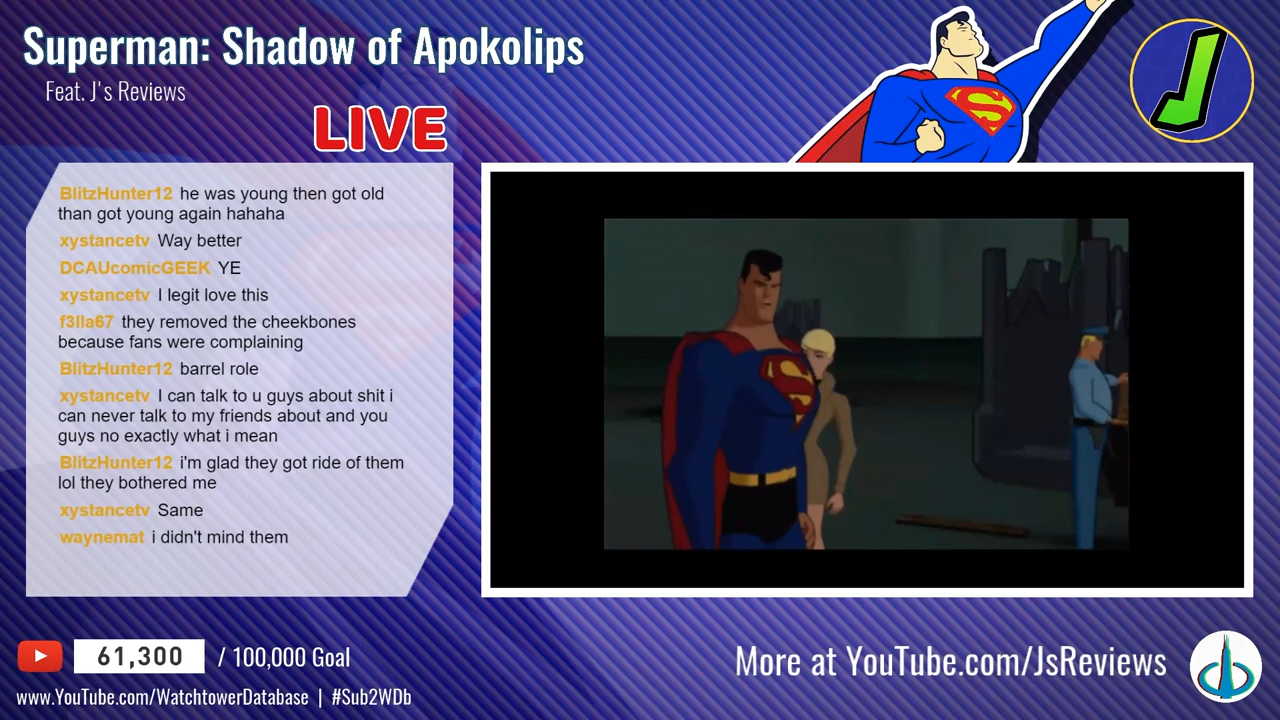 Superman: Shadow of Apokolips
Feat. J's Reviews
LIVE
BlitzHunter12 he was young then got old
than got young again hahaha
xystancetv Way better
DCAUcomicGEEK YE
xystancetv I legit love this
f3lla67 they removed the cheekbones
because fans were complaining
BlitzHunter12 barrel role
xystancetv I can talk to u guys about shit i
can never talk to my friends about and you
guys no exactly what i mean
BlitzHunter12 i'm glad they got ride of them
lol they bothered me
xystancetv Same
waynemat i didn't mind them
61,300 / 100,000 Goal
www.YouTube.com/WatchtowerDatabase | #Sub2WDb
More at YouTube.com/JsReviews